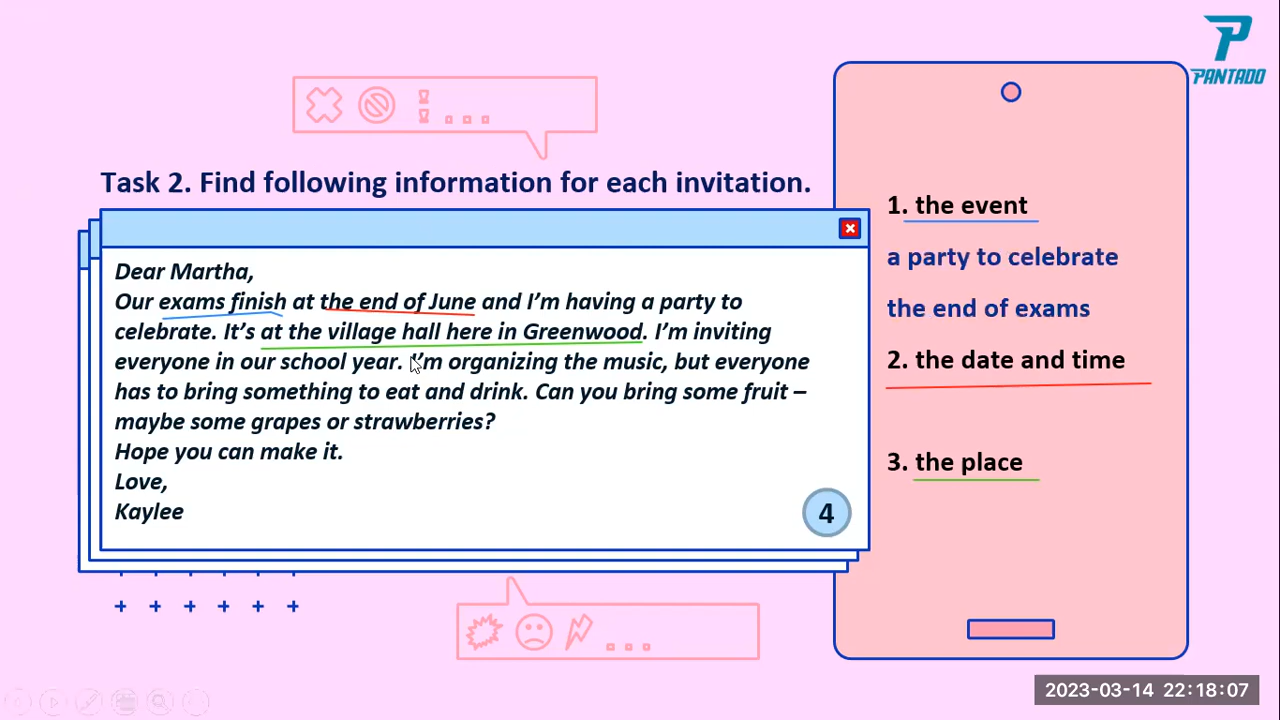 PANTADO
Task 2. Find following information for each invitation.
Dear Martha,
Our exams finish at the end of June and I'm having a party to
celebrate. It's at the village hall here in Greenwood. I'm inviting
everyone in our school year. I'm organizing the music, but everyone
has to bring something to eat and drink. Can you bring some fruit –
maybe some grapes or strawberries?
Hope you can make it.
Love,
Kaylee
4
1. the event
a party to celebrate
the end of exams
2. the date and time
3. the place
2023-03-14 22:18:07